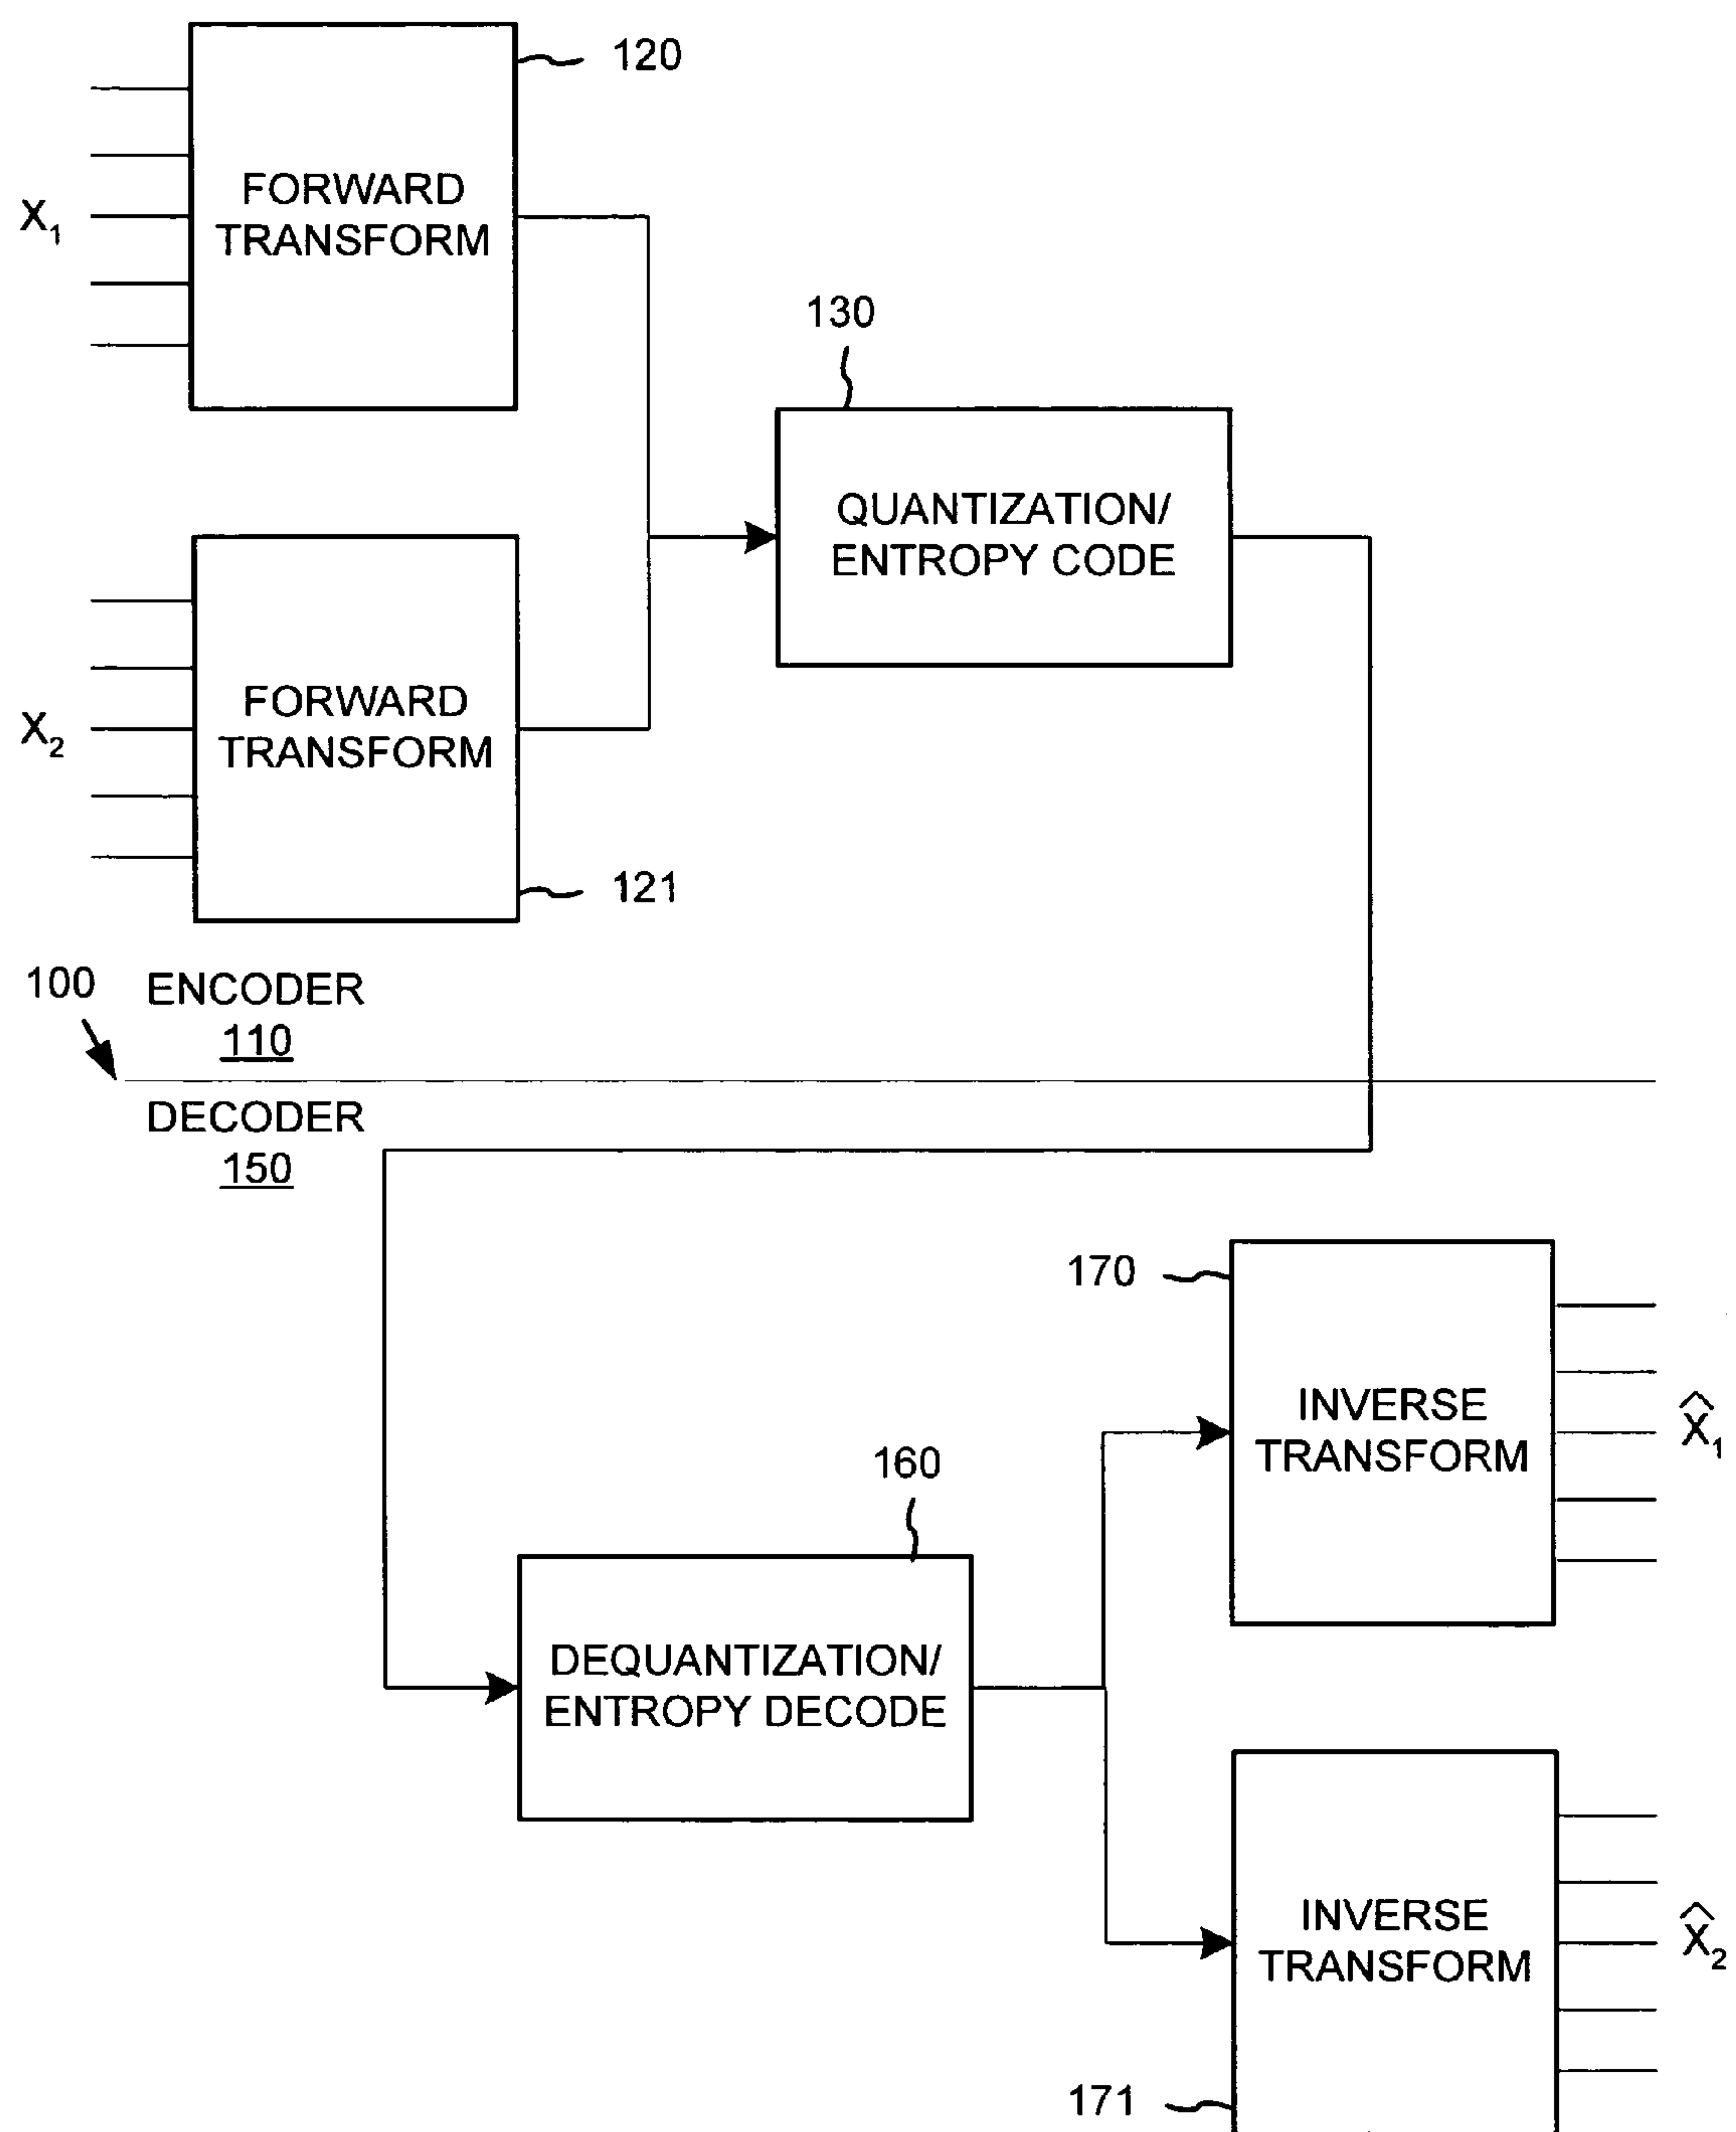 120
FORWARD
TRANSFORM
X₁
130
QUANTIZATION/
ENTROPY CODE
FORWARD
TRANSFORM
X₂
121
100
ENCODER
110
DECODER
150
170
INVERSE
TRANSFORM
X̂₁
160
DEQUANTIZATION/
ENTROPY DECODE
INVERSE
TRANSFORM
X̂₂
171